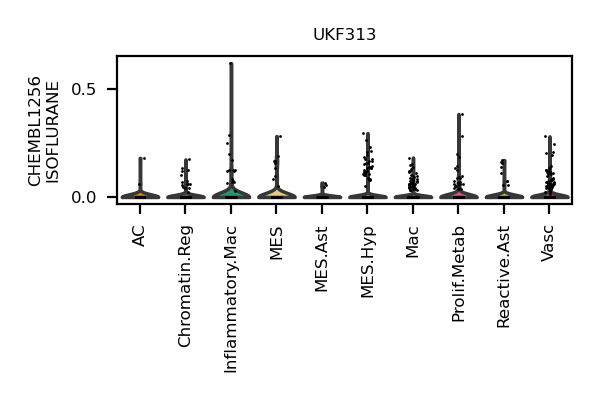 UKF313
CHEMBL1256
ISOFLURANE
0.5
0.0
AC
Chromatin.Reg
Inflammatory.Mac
MES
MES.Ast
MES.Hyp
Mac
Prolif.Metab
Reactive.Ast
Vasc